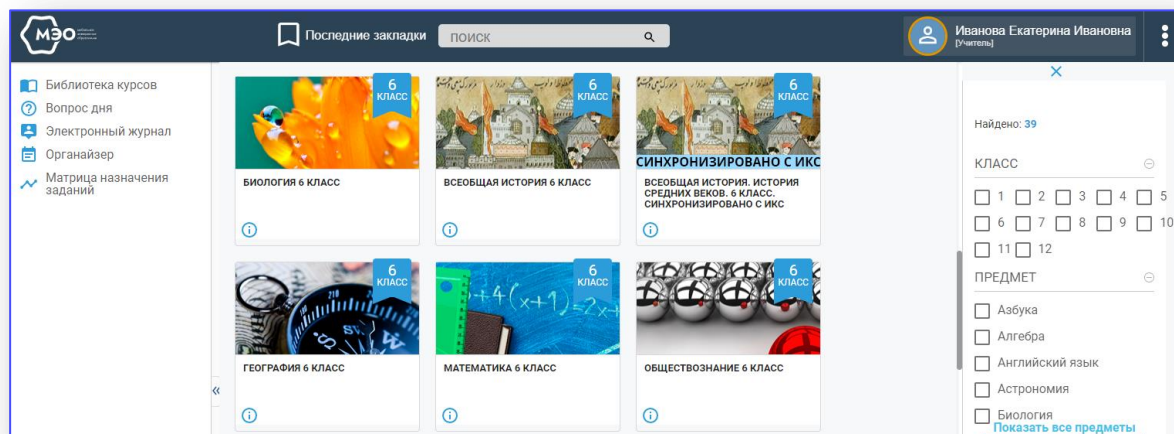 МЭО
Последние закладки
поиск
Иванова Екатерина Ивановна
[Учитель]
Библиотека курсов
Вопрос дня
Электронный журнал
Органайзер
Матрица назначения
заданий
6
КЛАСС
БИОЛОГИЯ 6 КЛАСС
6
КЛАСС
ВСЕОБЩАЯ ИСТОРИЯ 6 КЛАСС
6
КЛАСС
СИНХРОНИЗИРОВАНО С ИКС
ВСЕОБЩАЯ ИСТОРИЯ. ИСТОРИЯ
СРЕДНИХ ВЕКОВ. 6 КЛАСС.
СИНХРОНИЗИРОВАНО С ИКС
6
КЛАСС
ГЕОГРАФИЯ 6 КЛАСС
6
КЛАСС
+4(x+1)=2x+
МАТЕМАТИКА 6 КЛАСС
6
КЛАСС
ОБЩЕСТВОЗНАНИЕ 6 КЛАСС
Найдено: 39
КЛАСС
1 2 3 4 5
6 7 8 9 10
11 12
ПРЕДМЕТ
Азбука
Алгебра
Английский язык
Астрономия
Биология
Показать все предметы